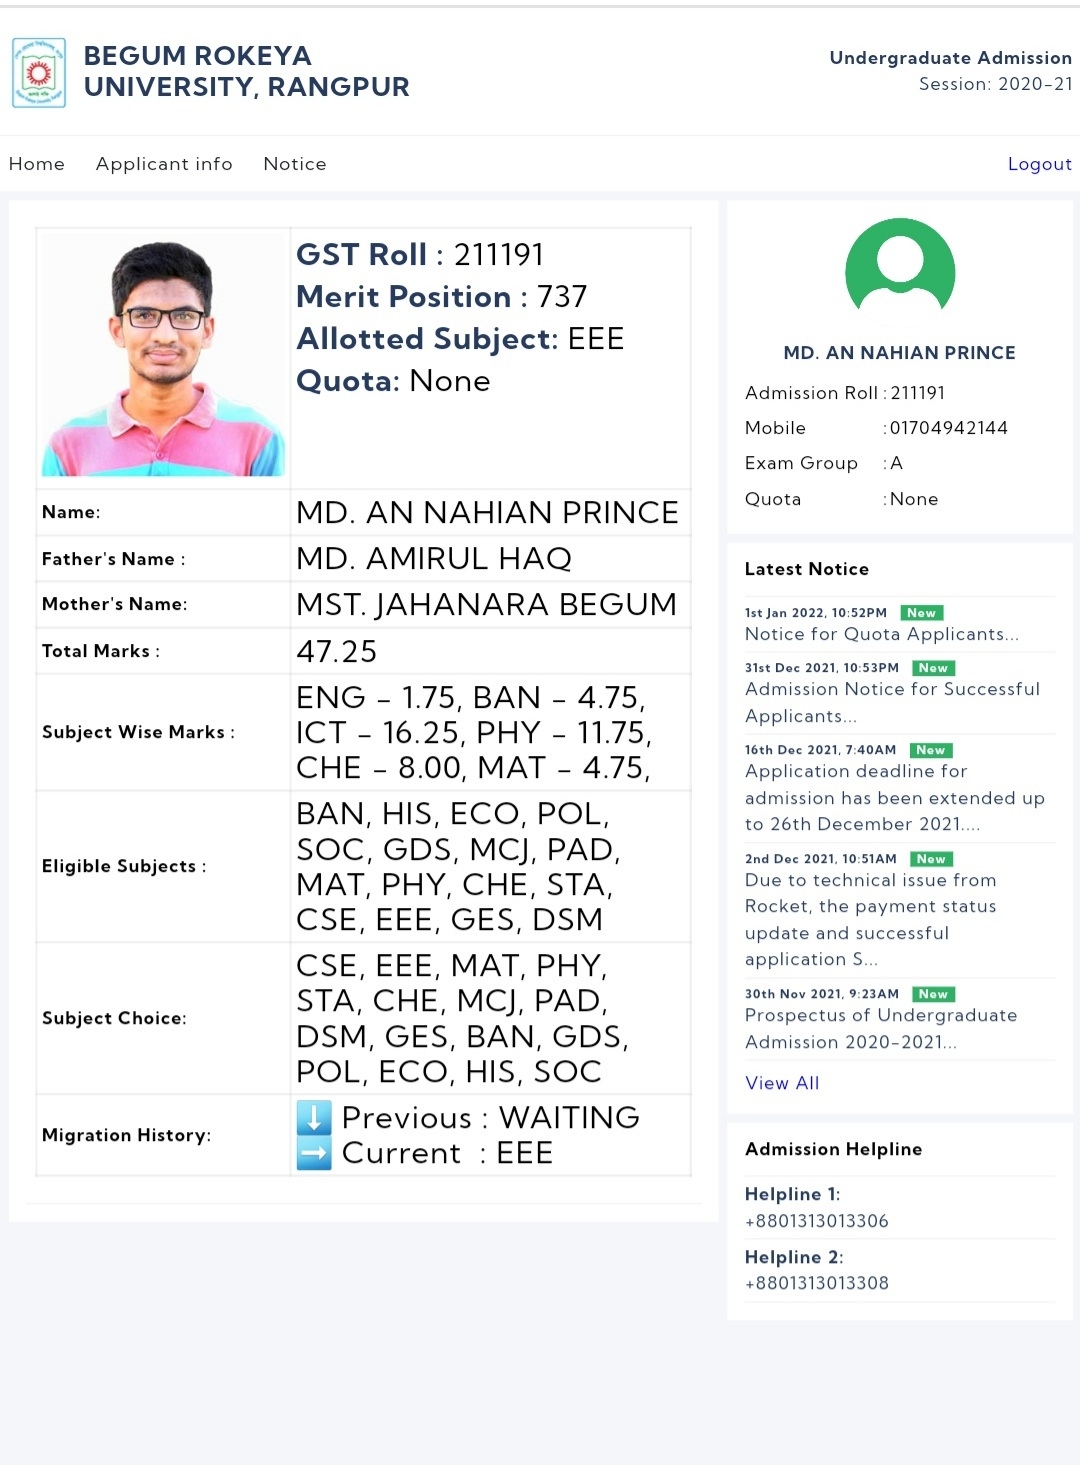 BEGUM ROKEYA
UNIVERSITY, RANGPUR
Undergraduate Admission
Session: 2020-21
Home Applicant info Notice
Logout
GST Roll : 211191
Merit Position : 737
Allotted Subject: EEE
Quota: None
Name: MD. AN NAHIAN PRINCE
Father's Name : MD. AMIRUL HAQ
Mother's Name: MST. JAHANARA BEGUM
Total Marks : 47.25
Subject Wise Marks :
ENG - 1.75, BAN - 4.75,
ICT - 16.25, PHY - 11.75,
CHE - 8.00, MAT - 4.75,
Eligible Subjects :
BAN, HIS, ECO, POL,
SOC, GDS, MCJ, PAD,
MAT, PHY, CHE, STA,
CSE, EEE, GES, DSM
Subject Choice:
CSE, EEE, MAT, PHY,
STA, CHE, MCJ, PAD,
DSM, GES, BAN, GDS,
POL, ECO, HIS, SOC
Migration History:
⬇️ Previous : WAITING
➡️ Current : EEE
MD. AN NAHIAN PRINCE
Admission Roll : 211191
Mobile : 01704942144
Exam Group : A
Quota : None
Latest Notice
1st Jan 2022, 10:52PM New
Notice for Quota Applicants...
31st Dec 2021, 10:53PM New
Admission Notice for Successful
Applicants...
16th Dec 2021, 7:40AM New
Application deadline for
admission has been extended up
to 26th December 2021....
2nd Dec 2021, 10:51AM New
Due to technical issue from
Rocket, the payment status
update and successful
application S...
30th Nov 2021, 9:23AM New
Prospectus of Undergraduate
Admission 2020-2021...
View All
Admission Helpline
Helpline 1:
+8801313013306
Helpline 2:
+8801313013308